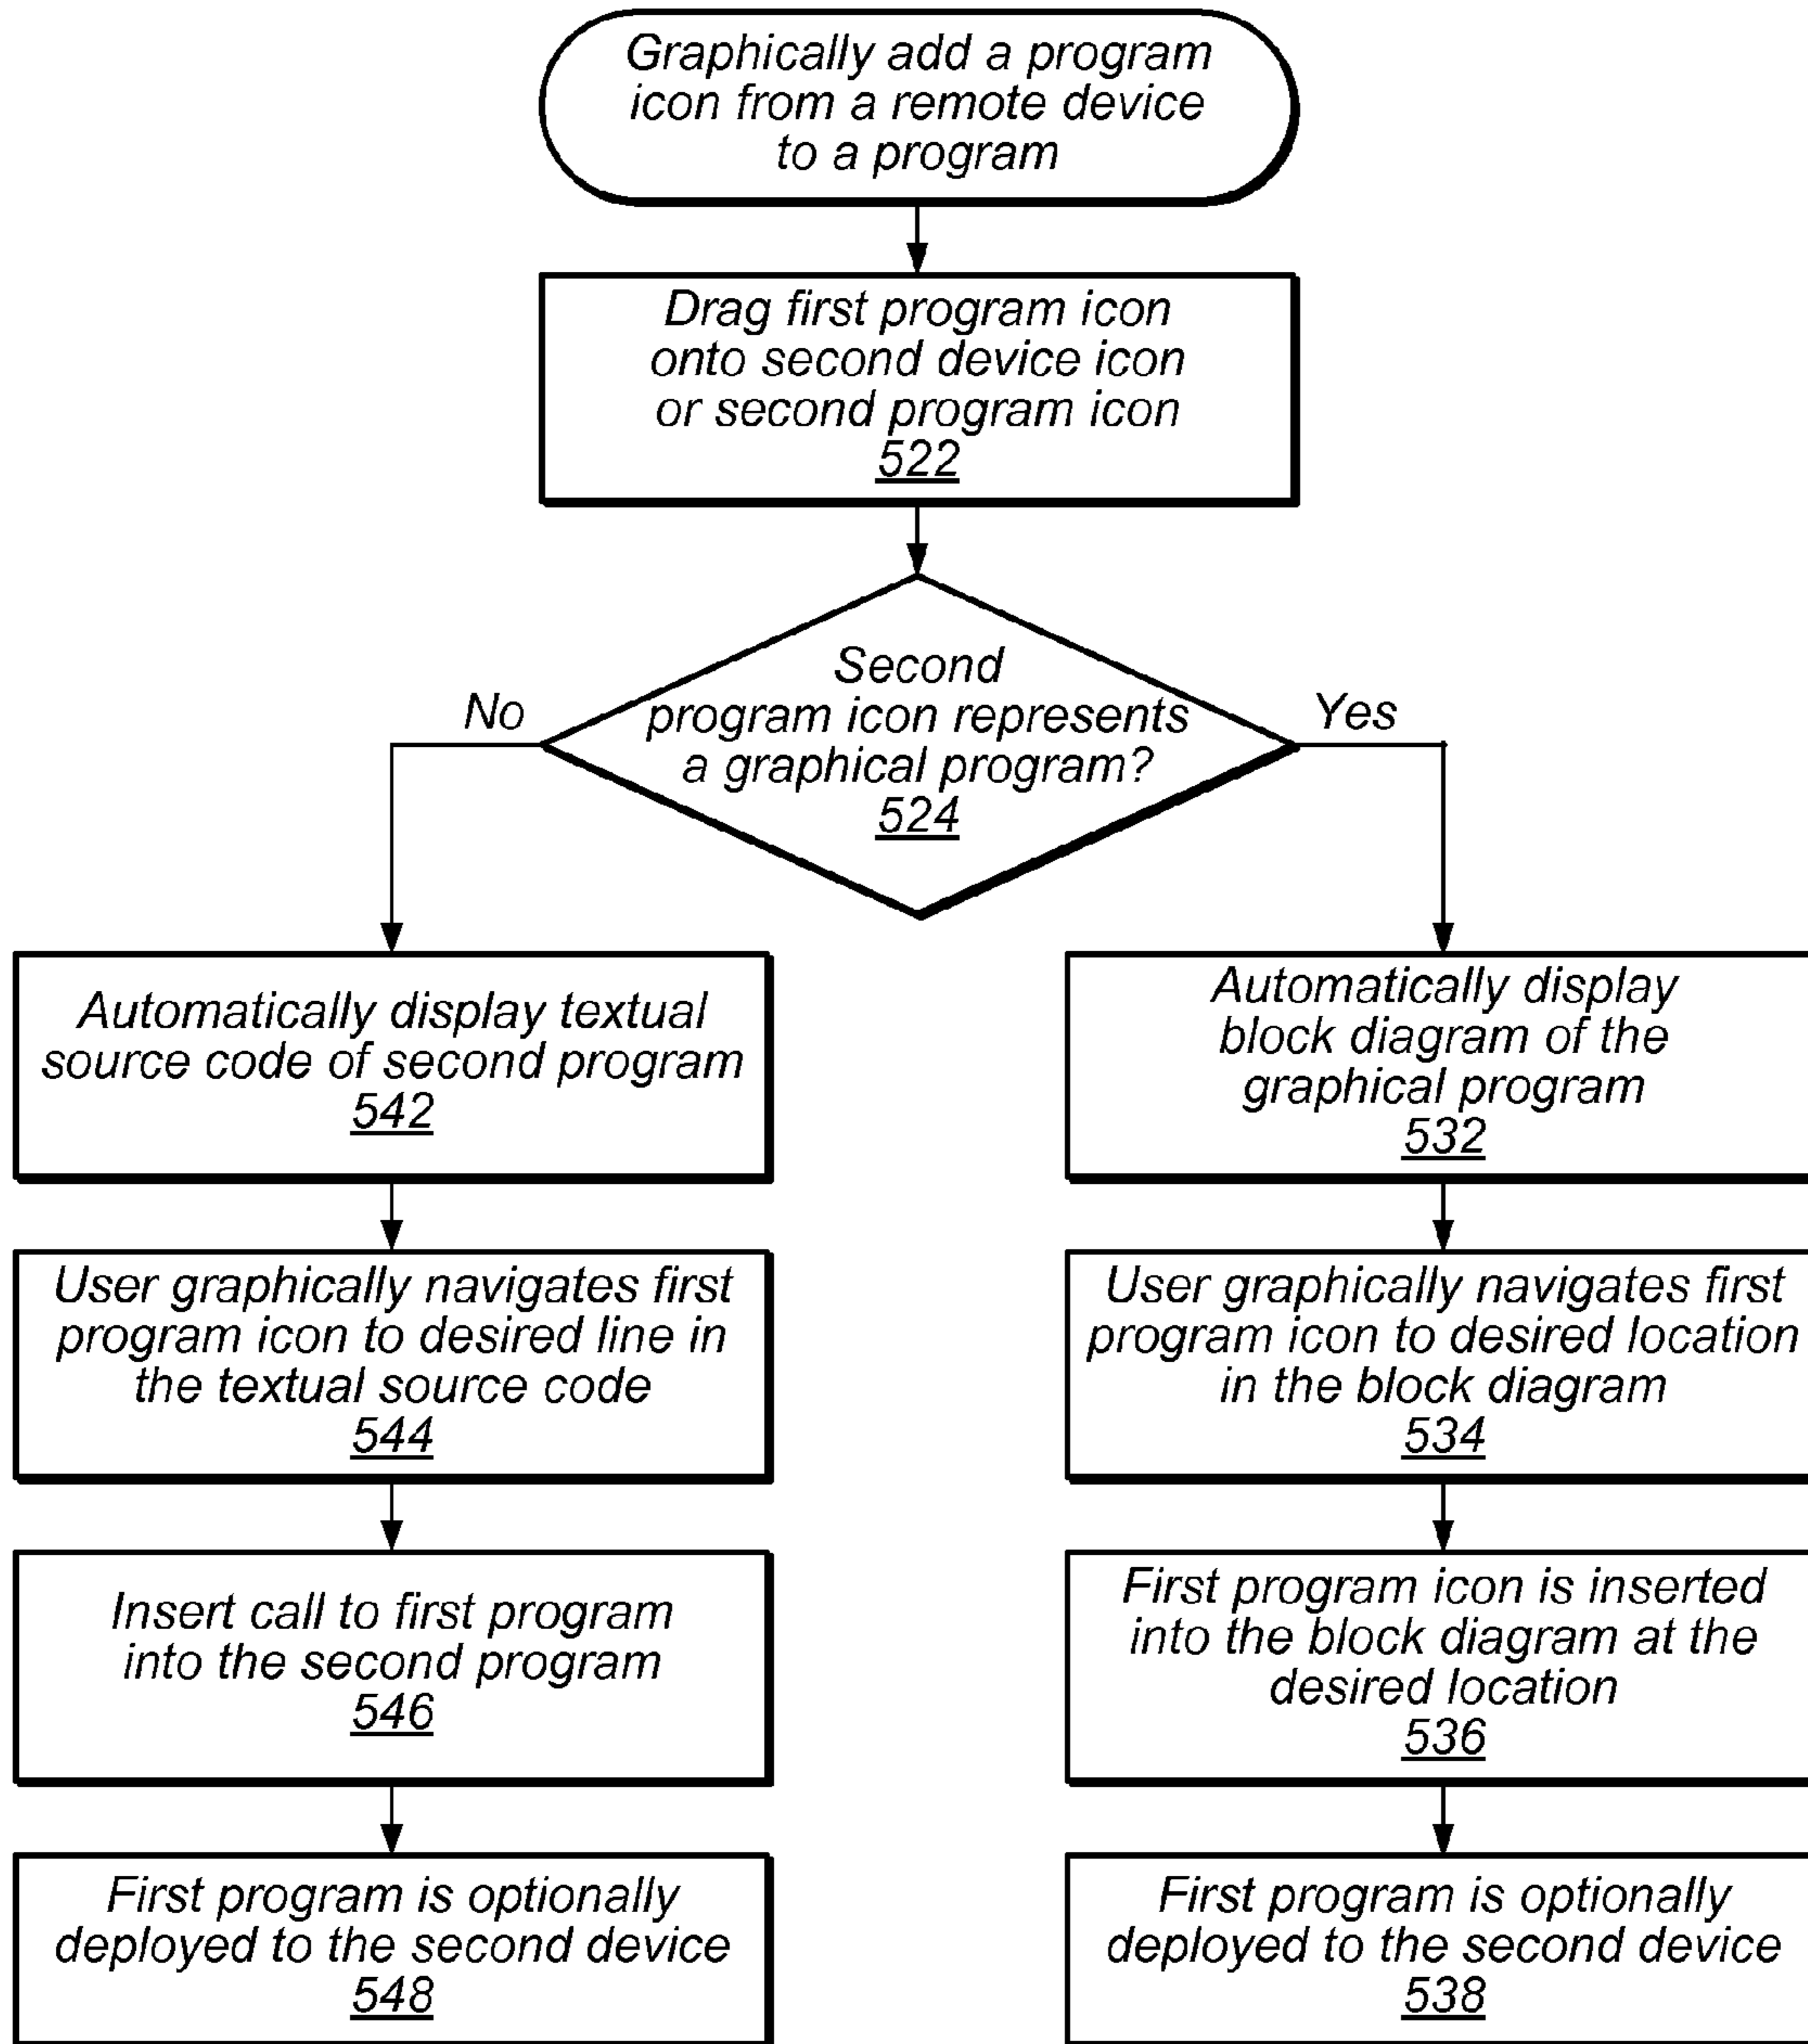 Graphically add a program
icon from a remote device
to a program
Drag first program icon
onto second device icon
or second program icon
522
Second
program icon represents
a graphical program?
524
No
Yes
Automatically display textual
source code of second program
542
User graphically navigates first
program icon to desired line in
the textual source code
544
Insert call to first program
into the second program
546
First program is optionally
deployed to the second device
548
Automatically display
block diagram of the
graphical program
532
User graphically navigates first
program icon to desired location
in the block diagram
534
First program icon is inserted
into the block diagram at the
desired location
536
First program is optionally
deployed to the second device
538